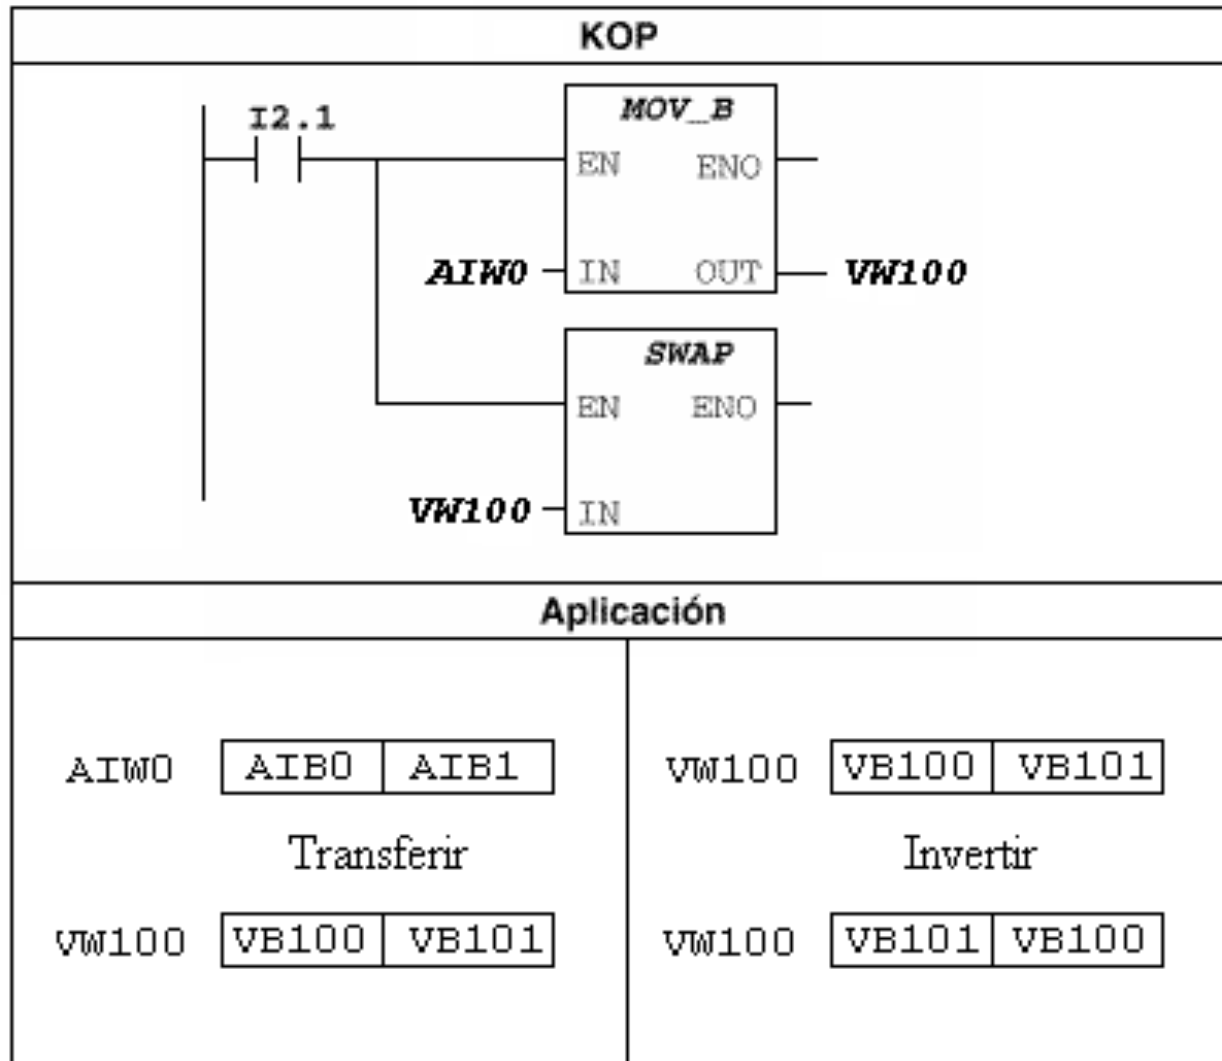 KOP
I2.1
MOV_B
EN ENO
AIW0 IN OUT VW100
SWAP
EN ENO
VW100 IN
Aplicación
AIW0 AIB0 AIB1
Transferir
VW100 VB100 VB101
VW100 VB100 VB101
Invertir
VW100 VB101 VB100